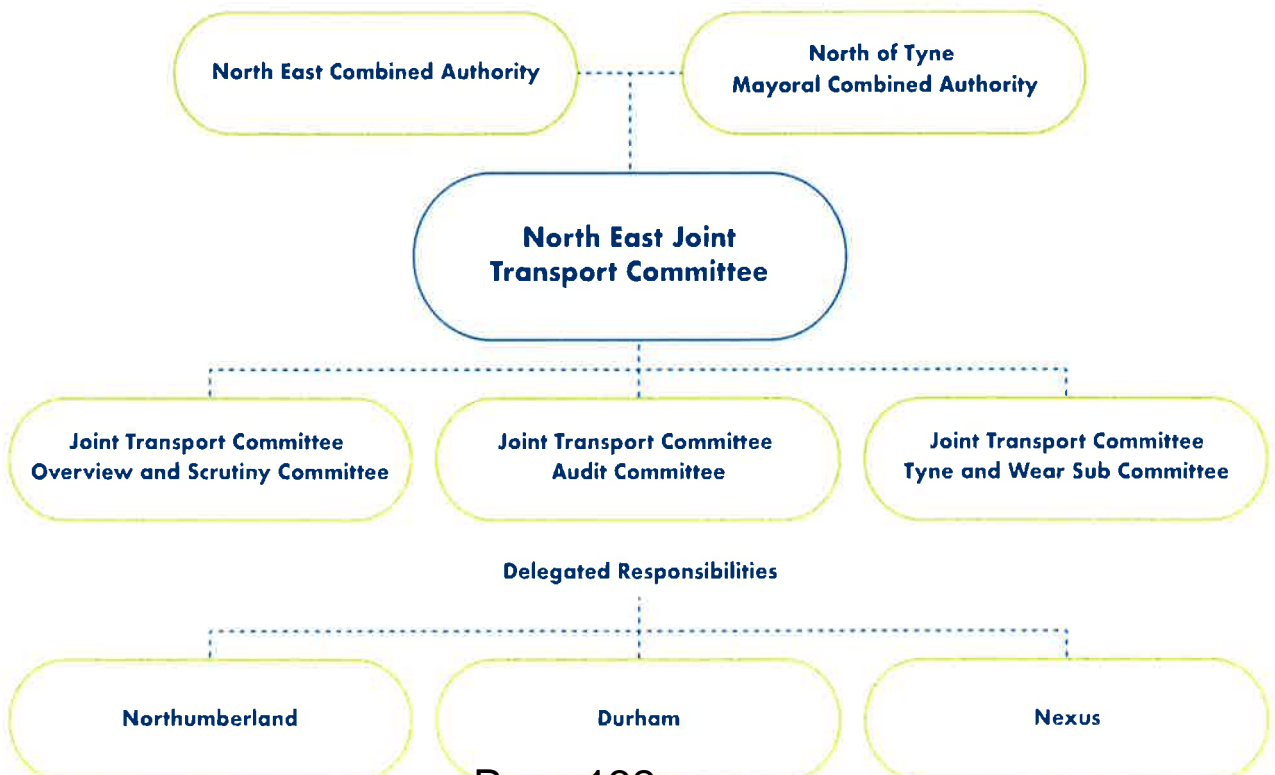 North East Combined Authority
North of Tyne
Mayoral Combined Authority
North East Joint
Transport Committee
Joint Transport Committee
Overview and Scrutiny Committee
Joint Transport Committee
Audit Committee
Joint Transport Committee
Tyne and Wear Sub Committee
Delegated Responsibilities
Northumberland
Durham
Nexus